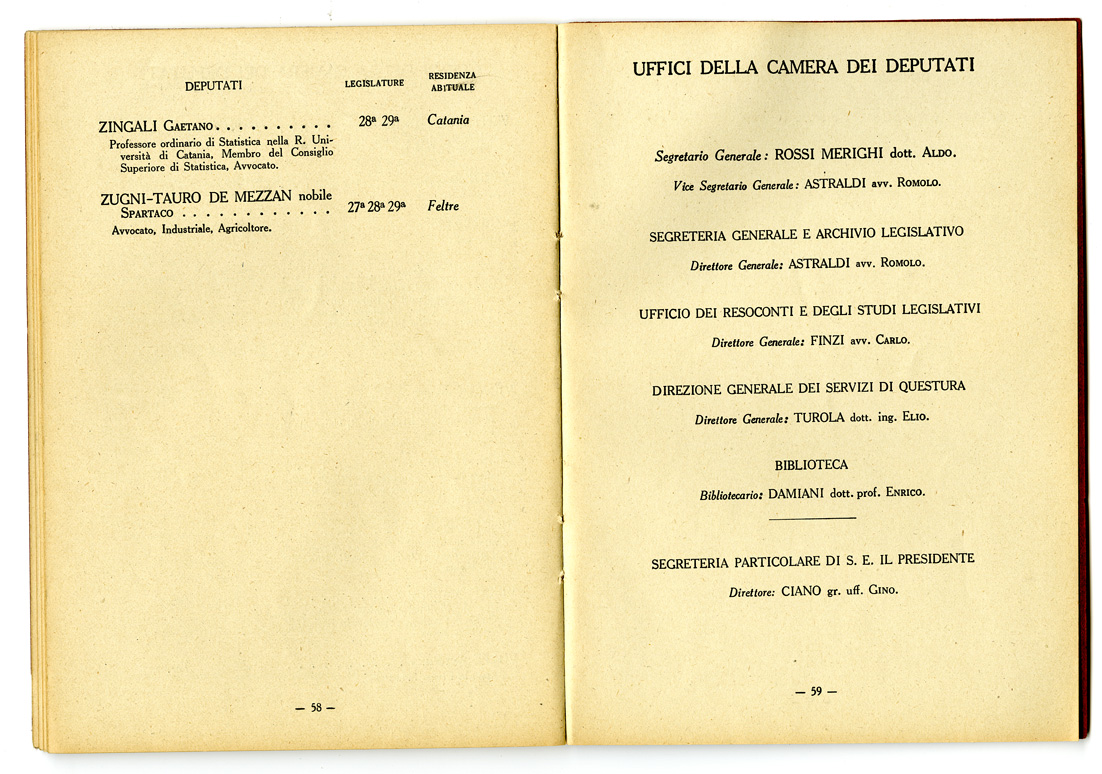 DEPUTATI LEGISLATURE RESIDENZA ABITUALE
ZINGALI GAETANO. . . . . . . . . . 28ª 29ª Catania
Professore ordinario di Statistica nella R. Uni-
versità di Catania, Membro del Consiglio
Superiore di Statistica, Avvocato.
ZUGNI-TAURO DE MEZZAN nobile
SPARTACO . . . . . . . . . . . . 27ª 28ª 29ª Feltre
Avvocato, Industriale, Agricoltore.
— 58 —
UFFICI DELLA CAMERA DEI DEPUTATI
Segretario Generale: ROSSI MERIGHI dott. ALDO.
Vice Segretario Generale: ASTRALDI avv. ROMOLO.
SEGRETERIA GENERALE E ARCHIVIO LEGISLATIVO
Direttore Generale: ASTRALDI avv. ROMOLO.
UFFICIO DEI RESOCONTI E DEGLI STUDI LEGISLATIVI
Direttore Generale: FINZI avv. CARLO.
DIREZIONE GENERALE DEI SERVIZI DI QUESTURA
Direttore Generale: TUROLA dott. ing. ELIO.
BIBLIOTECA
Bibliotecario: DAMIANI dott. prof. ENRICO.
SEGRETERIA PARTICOLARE DI S. E. IL PRESIDENTE
Direttore: CIANO gr. uff. GINO.
— 59 —